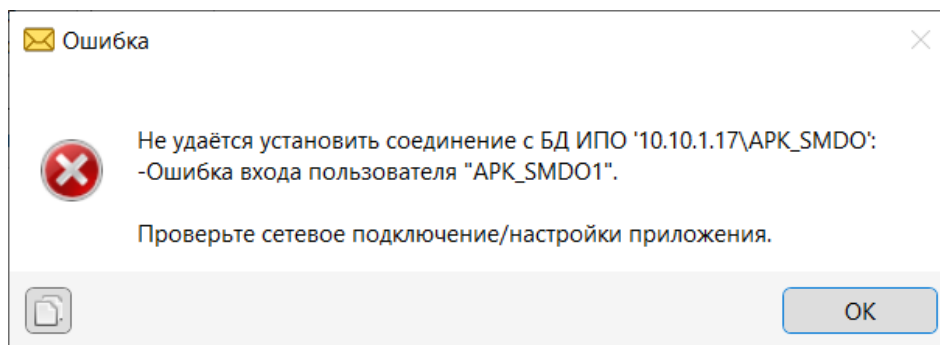 Ошибка
Не удаётся установить соединение с БД ИПО '10.10.1.17\APK_SMDO':
-Ошибка входа пользователя "APK_SMDO1".
Проверьте сетевое подключение/настройки приложения.
OK